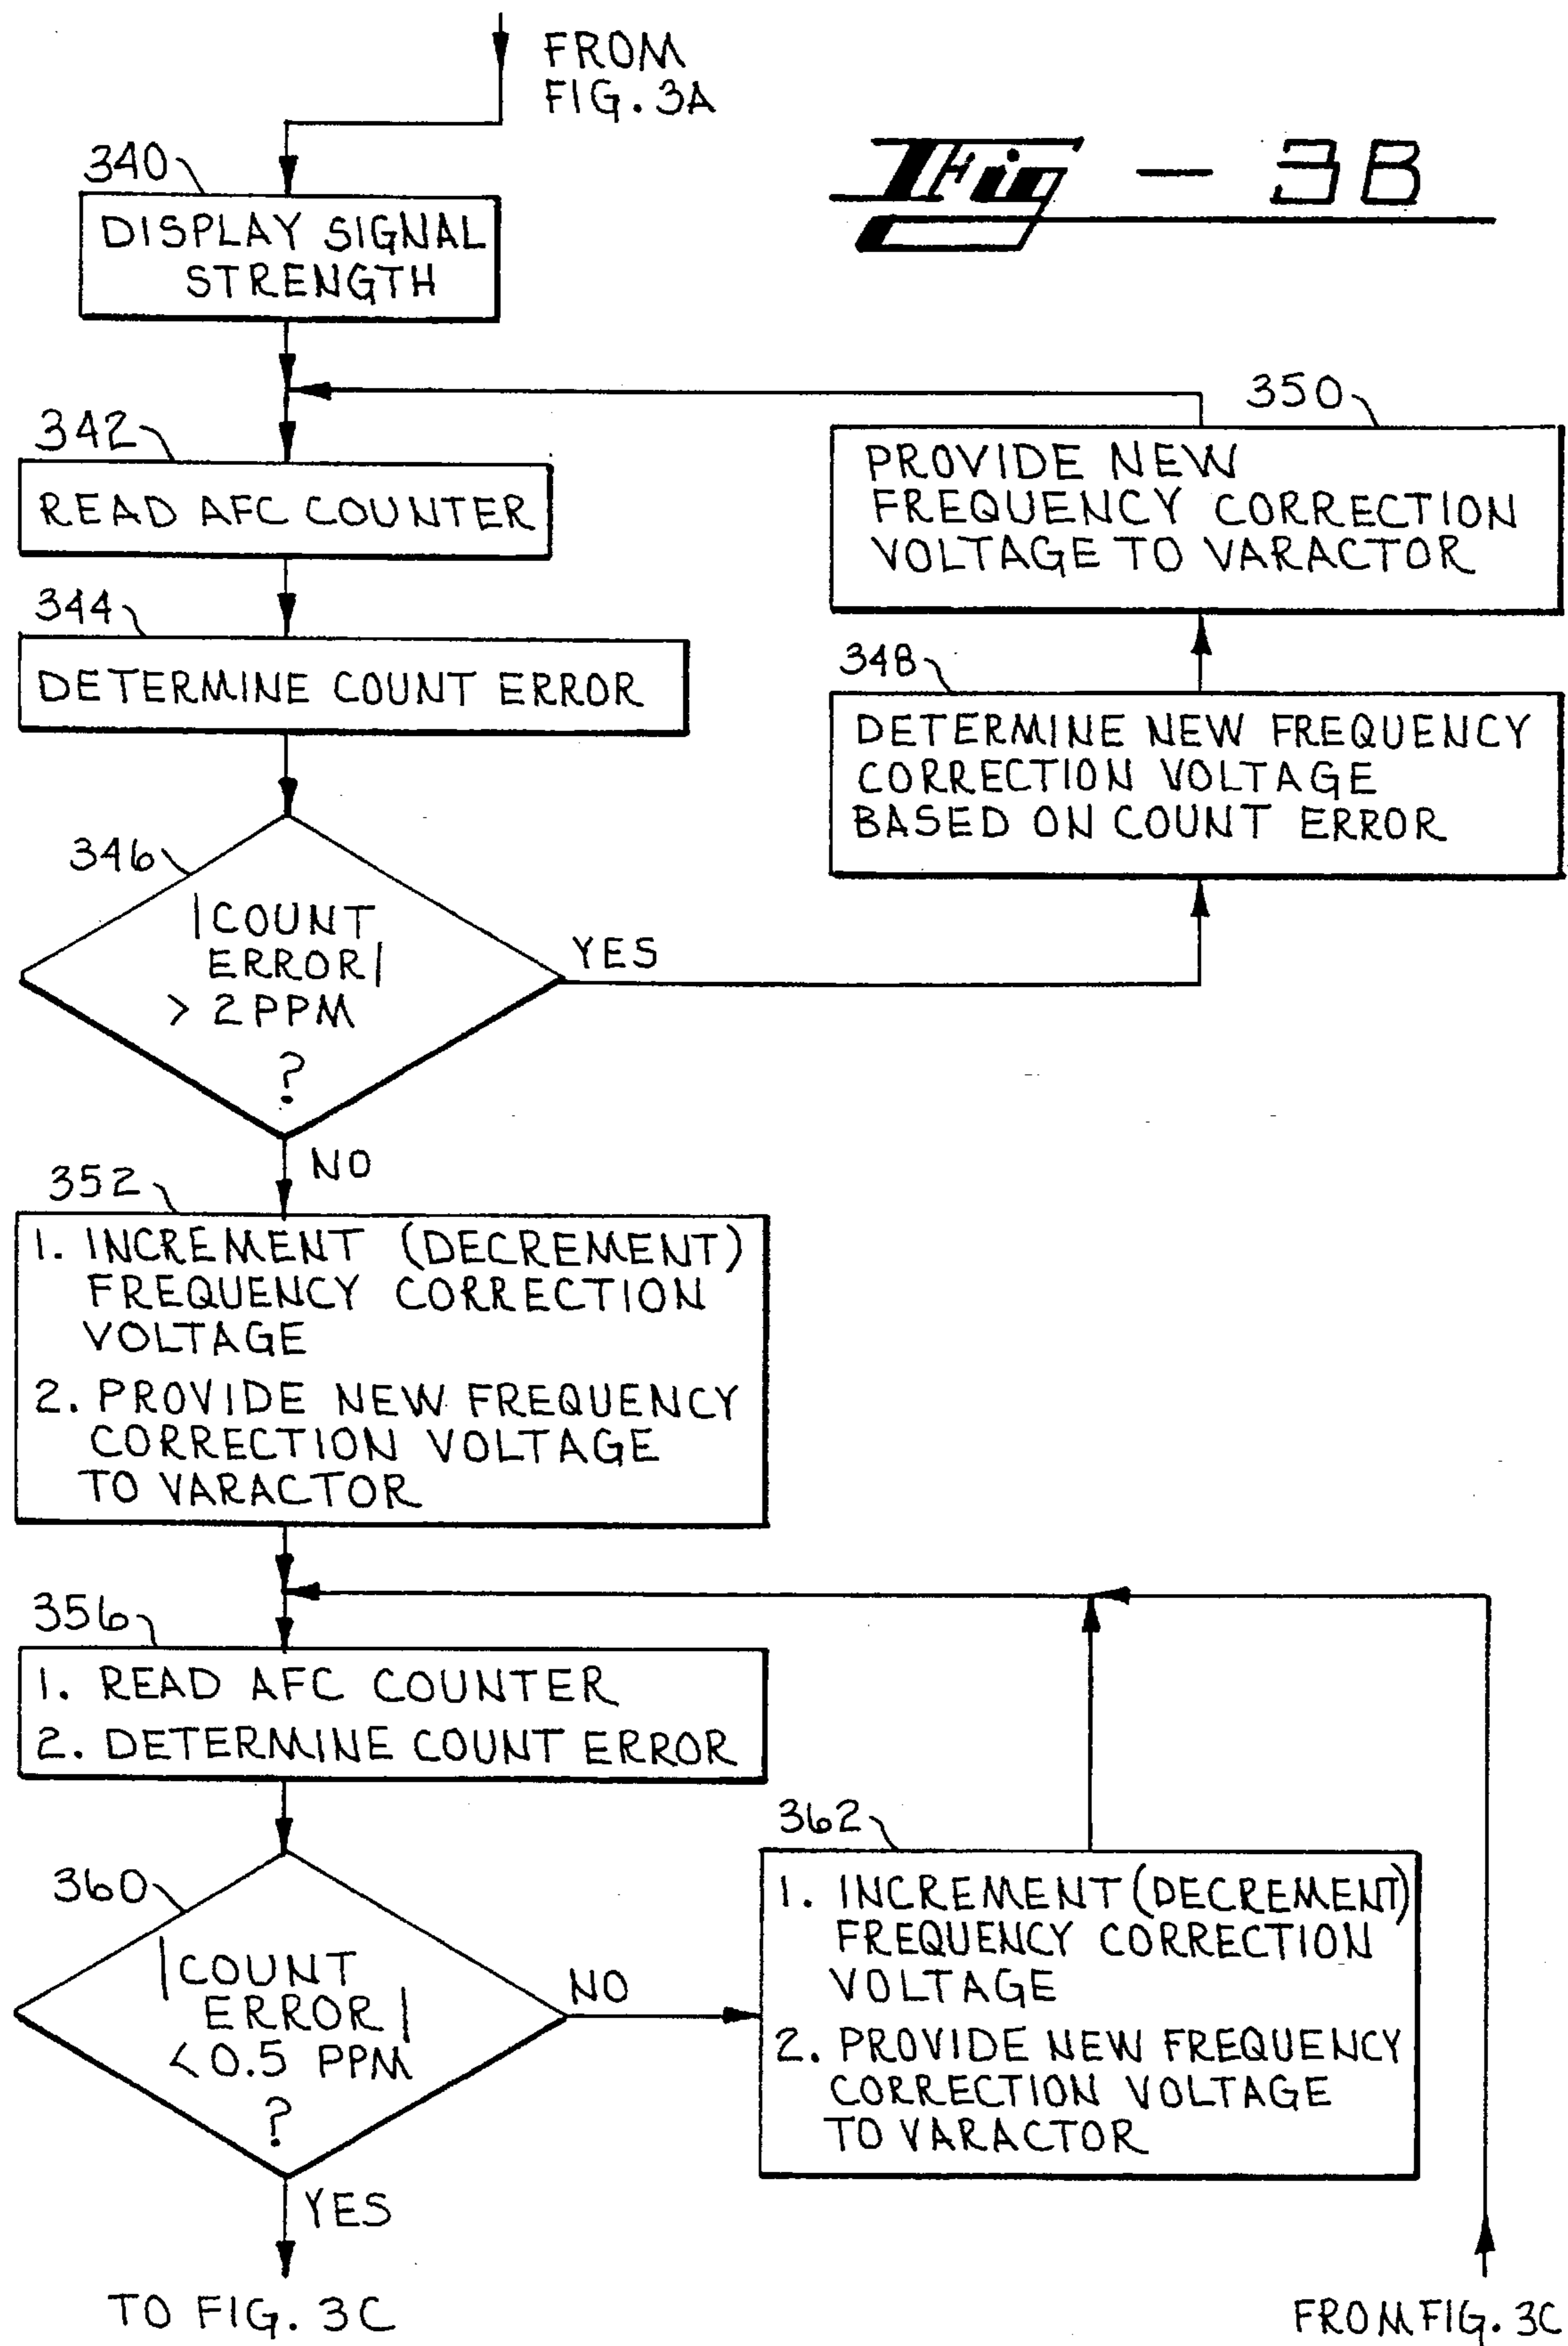 FROM
FIG. 3A
Fig - 3B
340
DISPLAY SIGNAL
STRENGTH
350
342
PROVIDE NEW
FREQUENCY CORRECTION
VOLTAGE TO VARACTOR
READ AFC COUNTER
344
348
DETERMINE COUNT ERROR
DETERMINE NEW FREQUENCY
CORRECTION VOLTAGE
BASED ON COUNT ERROR
346
|COUNT
ERROR|
> 2 PPM
?
YES
NO
352
1. INCREMENT (DECREMENT)
FREQUENCY CORRECTION
VOLTAGE
2. PROVIDE NEW FREQUENCY
CORRECTION VOLTAGE
TO VARACTOR
356
1. READ AFC COUNTER
2. DETERMINE COUNT ERROR
360
|COUNT
ERROR|
<0.5 PPM
?
NO
362
1. INCREMENT (DECREMENT)
FREQUENCY CORRECTION
VOLTAGE
2. PROVIDE NEW FREQUENCY
CORRECTION VOLTAGE
TO VARACTOR
YES
TO FIG. 3C
FROM FIG. 3C